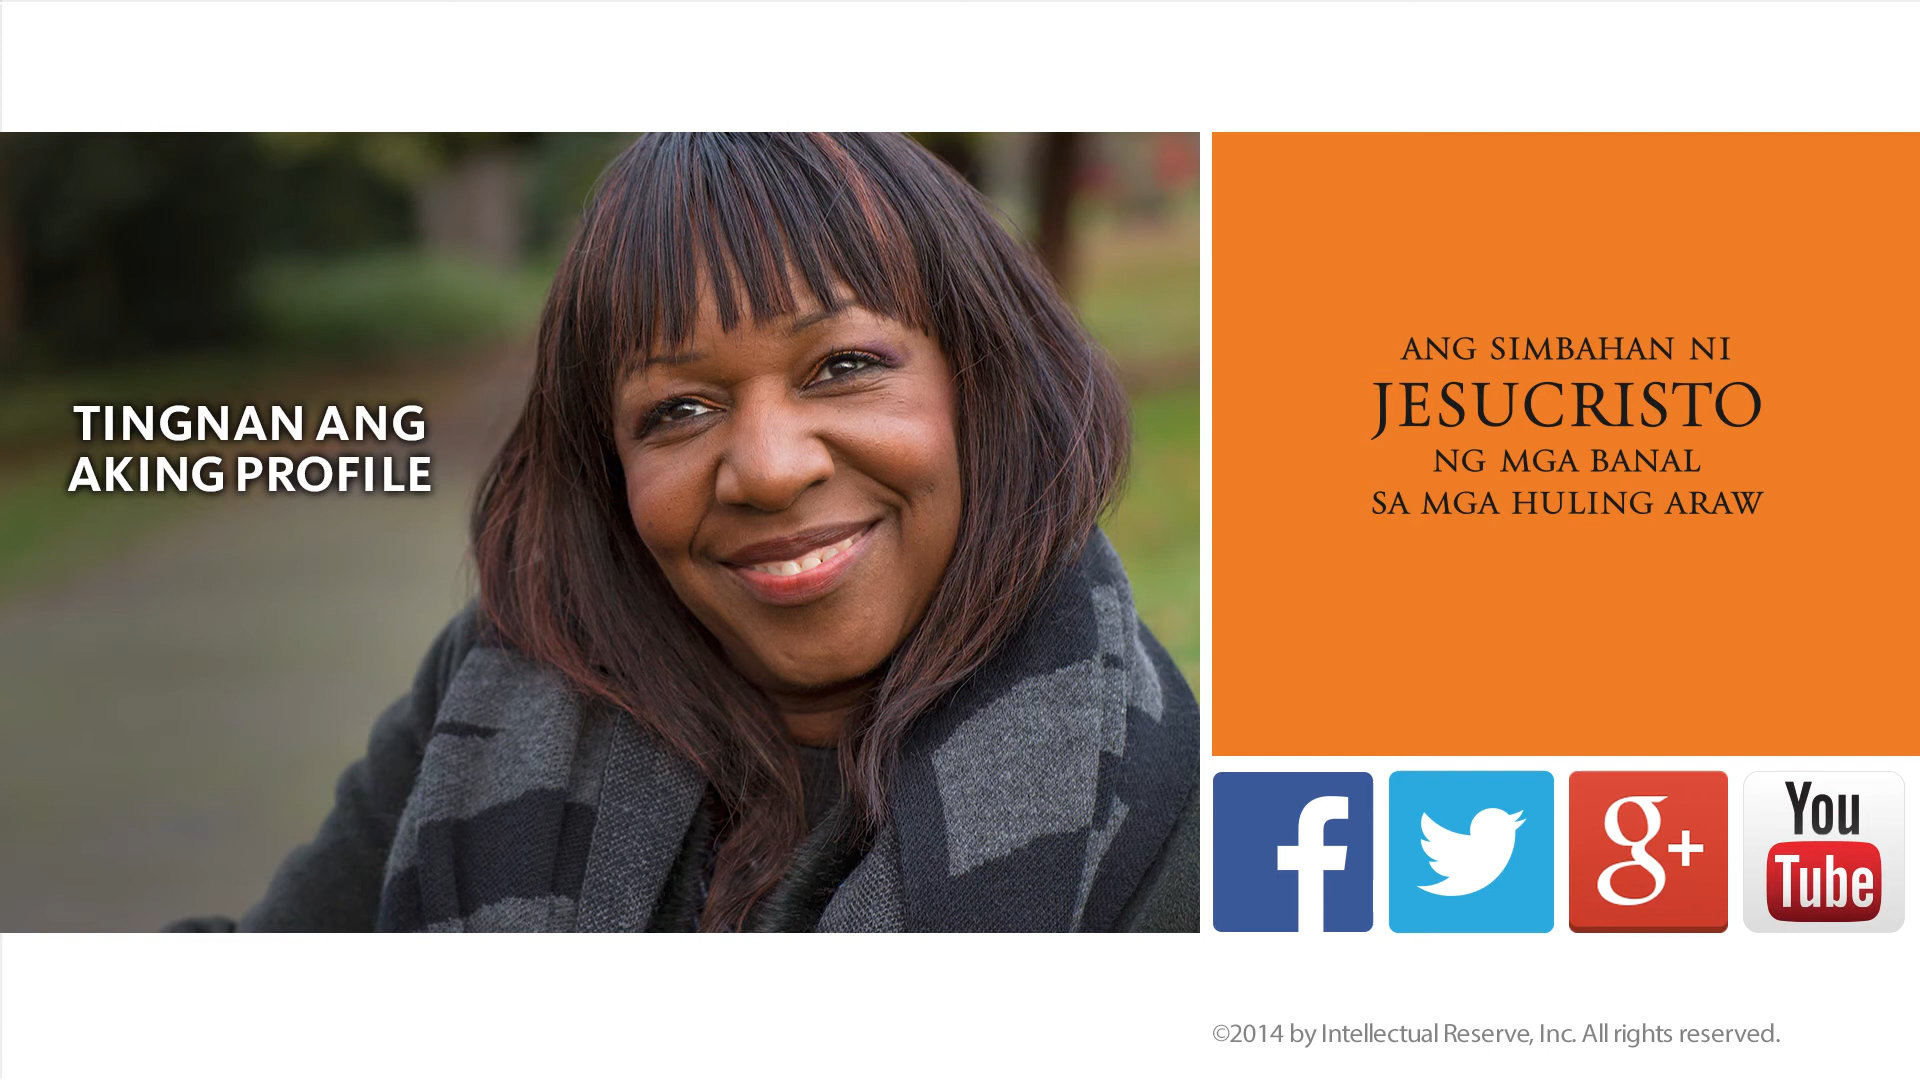 TINGNAN ANG
AKING PROFILE
ANG SIMBAHAN NI
JESUCRISTO
NG MGA BANAL
SA MGA HULING ARAW
f
g+
You
Tube
©2014 by Intellectual Reserve, Inc. All rights reserved.